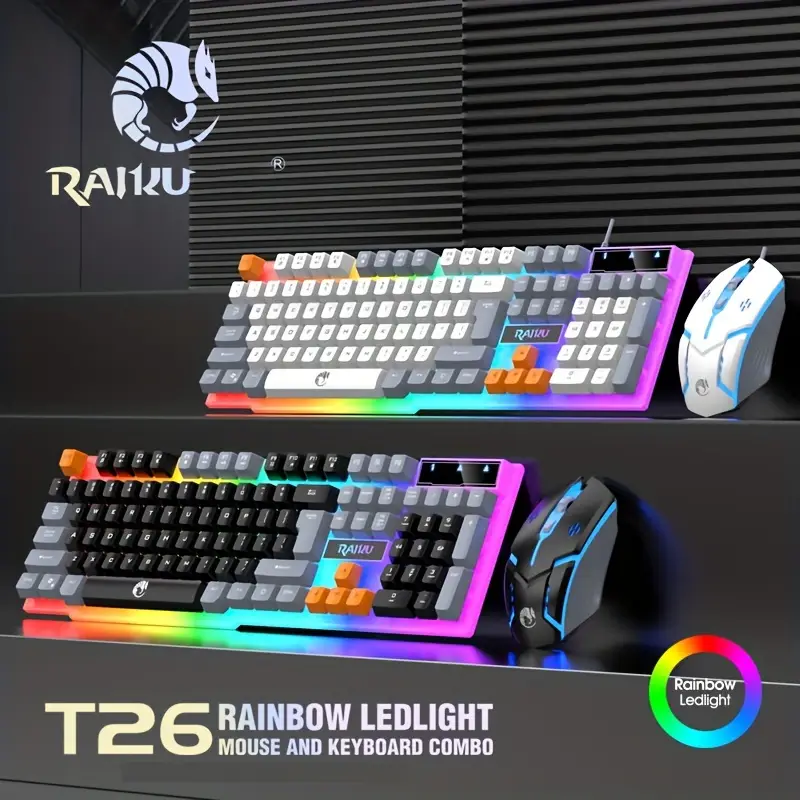 RAIKU
®
RAIKU
RAIKU
T26 RAINBOW LEDLIGHT
MOUSE AND KEYBOARD COMBO
Rainbow
Ledlight